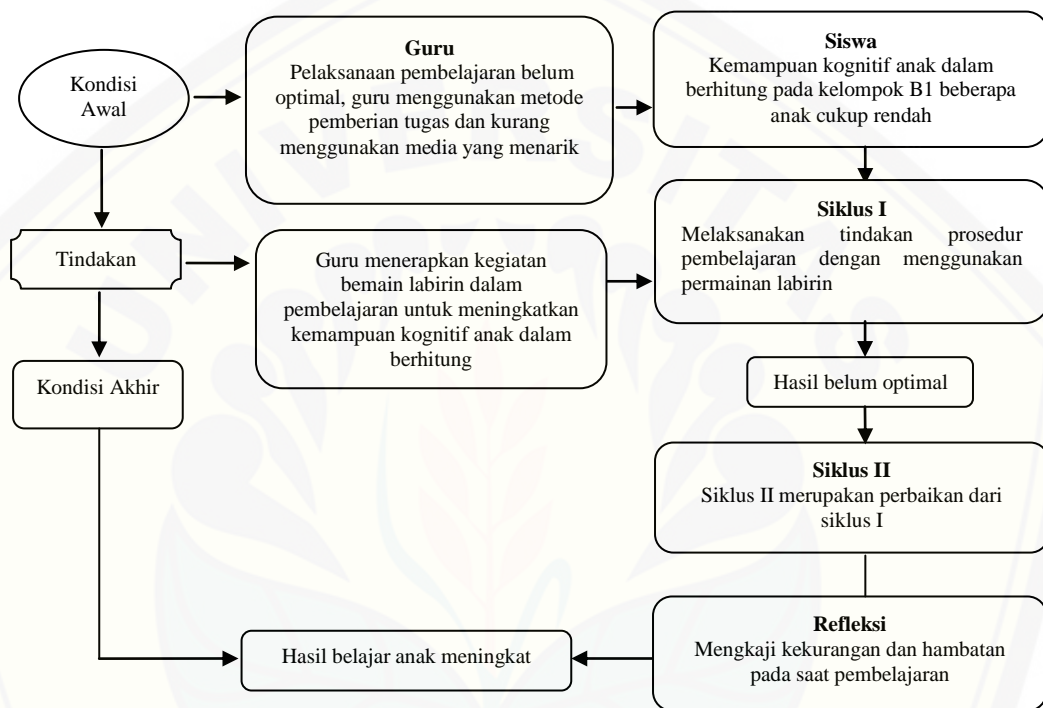 Kondisi
Awal
Guru
Pelaksanaan pembelajaran belum
optimal, guru menggunakan metode
pemberian tugas dan kurang
menggunakan media yang menarik
Siswa
Kemampuan kognitif anak dalam
berhitung pada kelompok B1 beberapa
anak cukup rendah
Tindakan
Guru menerapkan kegiatan
bemain labirin dalam
pembelajaran untuk meningkatkan
kemampuan kognitif anak dalam
berhitung
Siklus I
Melaksanakan tindakan prosedur
pembelajaran dengan menggunakan
permainan labirin
Kondisi Akhir
Hasil belum optimal
Siklus II
Siklus II merupakan perbaikan dari
siklus I
Hasil belajar anak meningkat
Refleksi
Mengkaji kekurangan dan hambatan
pada saat pembelajaran
UNIVERSITAS